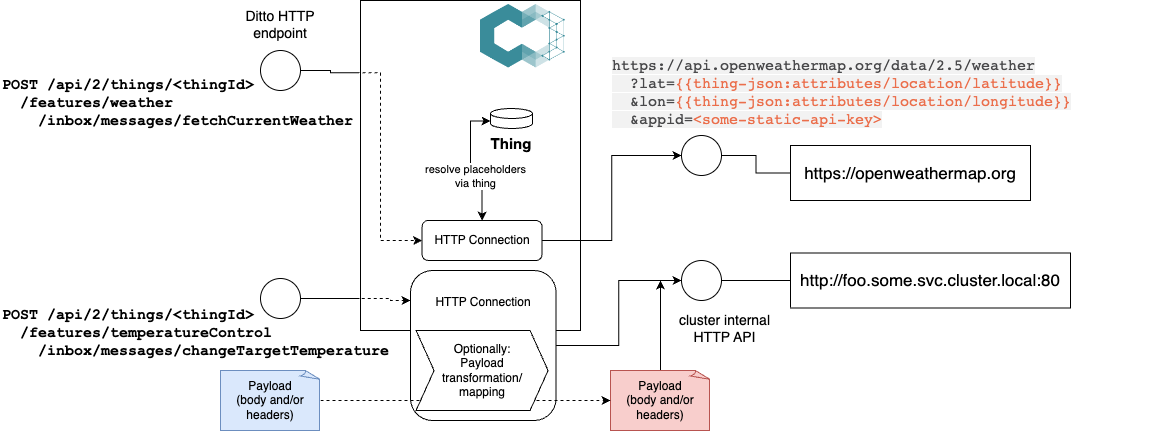 Ditto HTTP
endpoint
POST /api/2/things/<thingId>
/features/weather
/inbox/messages/fetchCurrentWeather
Thing
resolve placeholders
via thing
HTTP Connection
https://api.openweathermap.org/data/2.5/weather
?lat={{thing-json:attributes/location/latitude}}
&lon={{thing-json:attributes/location/longitude}}
&appid=<some-static-api-key>
https://openweathermap.org
POST /api/2/things/<thingId>
/features/temperatureControl
/inbox/messages/changeTargetTemperature
HTTP Connection
Optionally:
Payload
transformation/
mapping
http://foo.some.svc.cluster.local:80
cluster internal
HTTP API
Payload
(body and/or
headers)
Payload
(body and/or
headers)